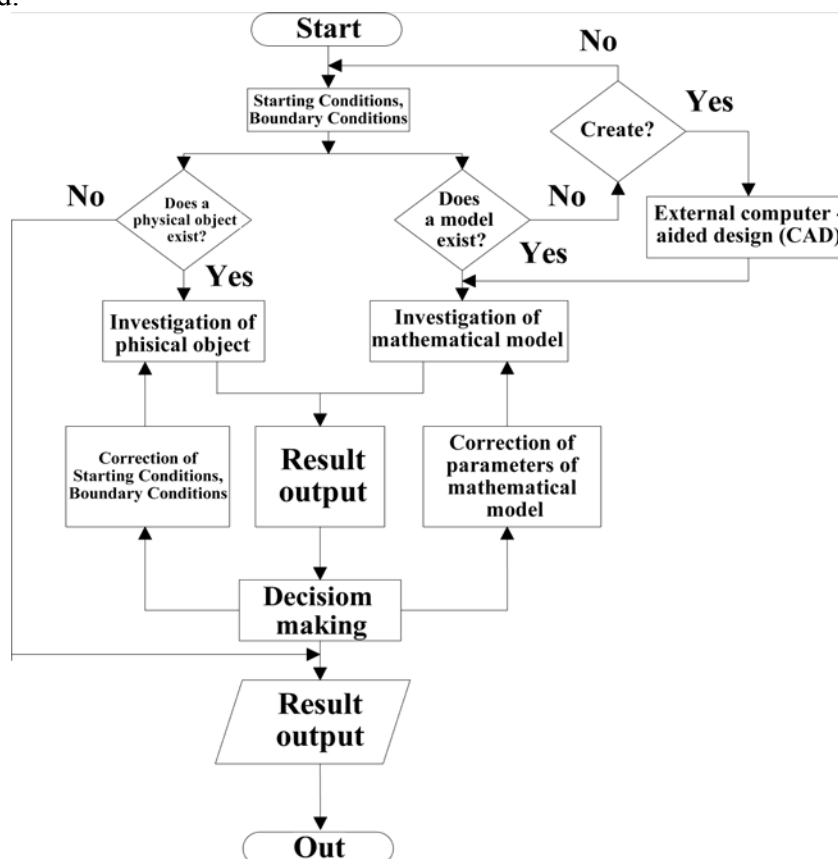 d.
Start
No
Starting Conditions,
Boundary Conditions
Create?
Yes
No
Does a
physical object
exist?
Does
a model
exist?
No
External computer -
aided design (CAD)
Yes
Yes
Investigation of
phisical object
Investigation of
mathematical model
Correction of
Starting Conditions,
Boundary Conditions
Result
output
Correction of
parameters of
mathematical
model
Decisiom
making
Result
output
Out